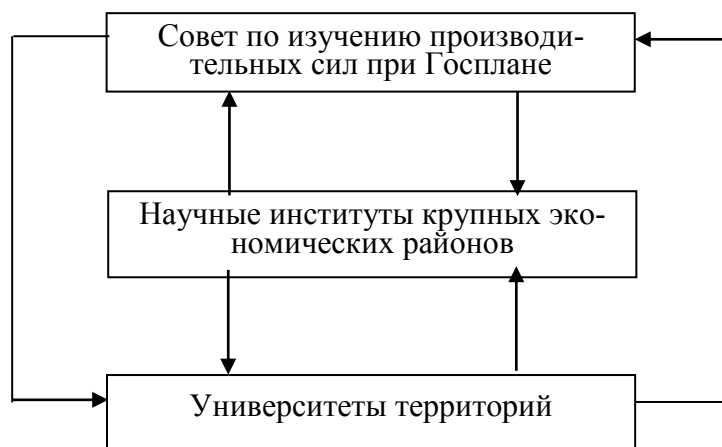 Совет по изучению производи-
тельных сил при Госплане
Научные институты крупных эко-
номических районов
Университеты территорий